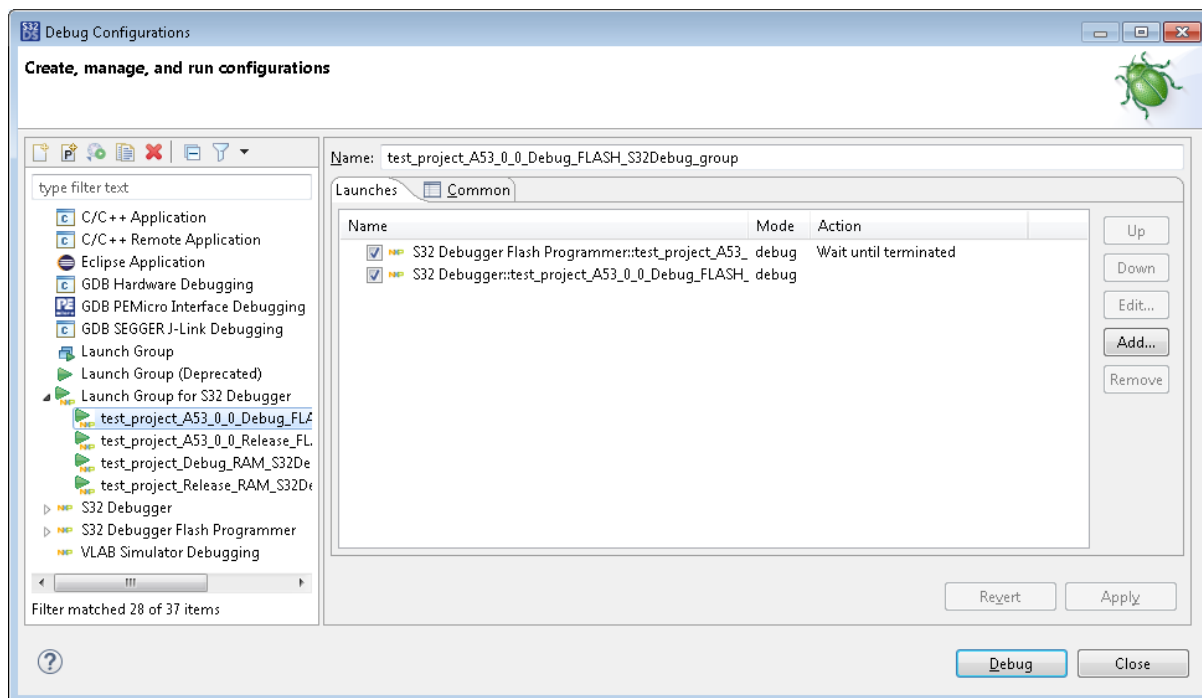 Debug Configurations
Create, manage, and run configurations
type filter text
C/C++ Application
C/C++ Remote Application
Eclipse Application
GDB Hardware Debugging
GDB PEMicro Interface Debugging
GDB SEGGER J-Link Debugging
Launch Group
Launch Group (Deprecated)
Launch Group for S32 Debugger
test_project_A53_0_0_Debug_FLA
test_project_A53_0_0_Release_FL
test_project_Debug_RAM_S32De
test_project_Release_RAM_S32De
S32 Debugger
S32 Debugger Flash Programmer
VLAB Simulator Debugging
Filter matched 28 of 37 items
Name: test_project_A53_0_0_Debug_FLASH_S32Debug_group
Launches Common
Name Mode Action
S32 Debugger Flash Programmer::test_project_A53_ debug Wait until terminated
S32 Debugger::test_project_A53_0_0_Debug_FLASH_ debug
Up
Down
Edit...
Add...
Remove
Revert Apply
Debug Close